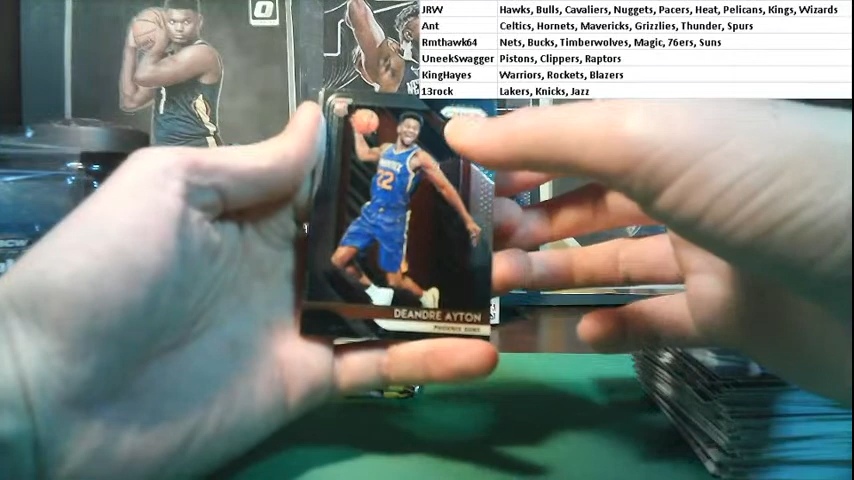 JRW Hawks, Bulls, Cavaliers, Nuggets, Pacers, Heat, Pelicans, Kings, Wizards
Ant Celtics, Hornets, Mavericks, Grizzlies, Thunder, Spurs
Rmthawk64 Nets, Bucks, Timberwolves, Magic, 76ers, Suns
UneekSwagger Pistons, Clippers, Raptors
KingHayes Warriors, Rockets, Blazers
13rock Lakers, Knicks, Jazz
22
DEANDRE AYTON
PHOENIX SUNS